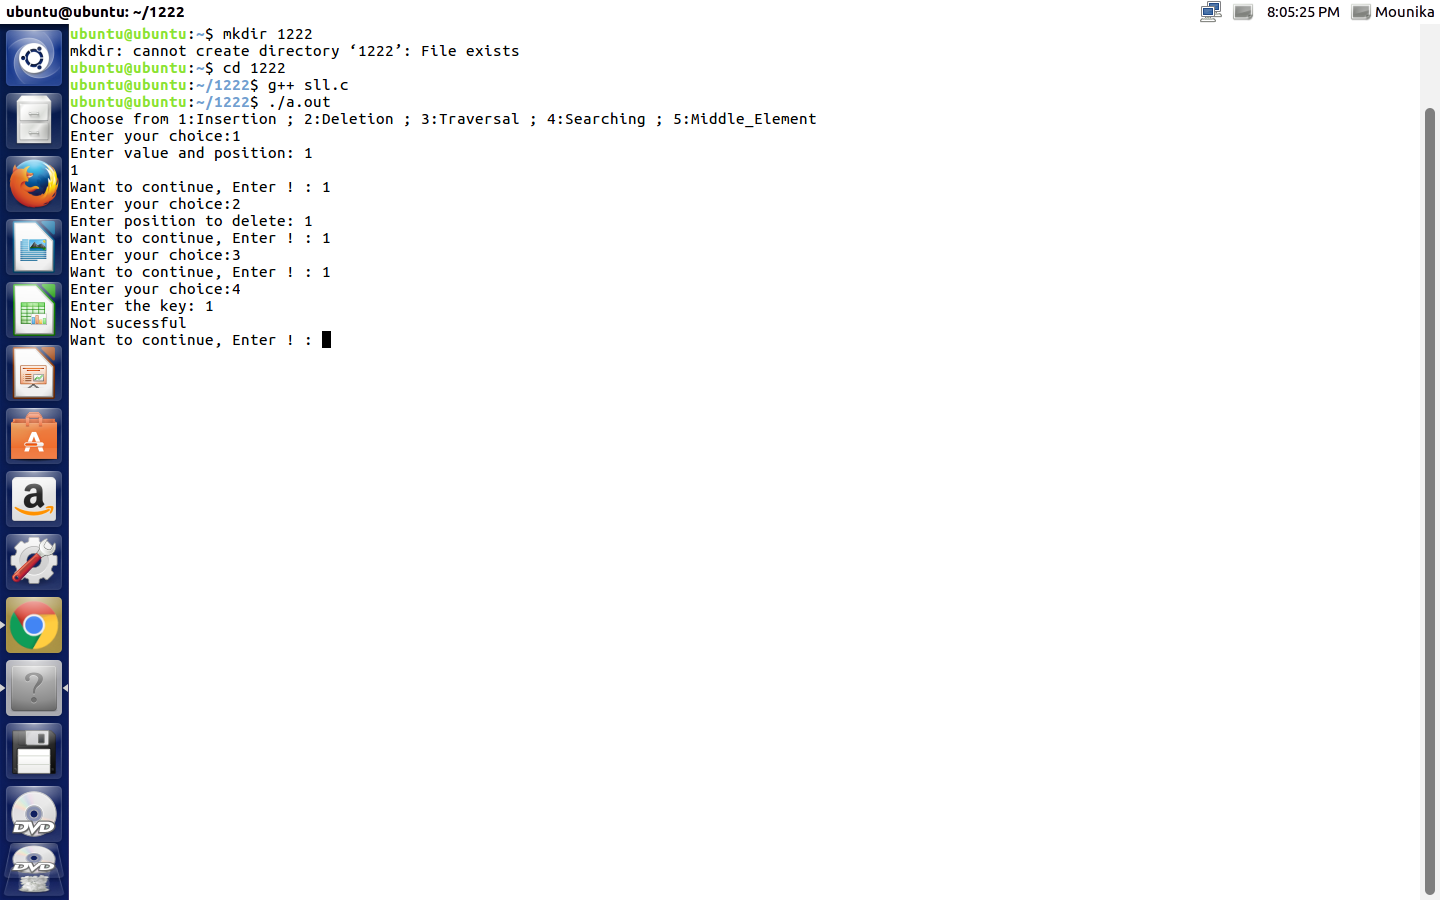 ubuntu@ubuntu: ~/1222
8:05:25 PM
Mounika
ubuntu@ubuntu:~$ mkdir 1222
mkdir: cannot create directory ‘1222’: File exists
ubuntu@ubuntu:~$ cd 1222
ubuntu@ubuntu:~/1222$ g++ sll.c
ubuntu@ubuntu:~/1222$ ./a.out
Choose from 1:Insertion ; 2:Deletion ; 3:Traversal ; 4:Searching ; 5:Middle_Element
Enter your choice:1
Enter value and position: 1
1
Want to continue, Enter ! : 1
Enter your choice:2
Enter position to delete: 1
Want to continue, Enter ! : 1
Enter your choice:3
Want to continue, Enter ! : 1
Enter your choice:4
Enter the key: 1
Not sucessful
Want to continue, Enter ! :
A
a
?
DVD
DVD